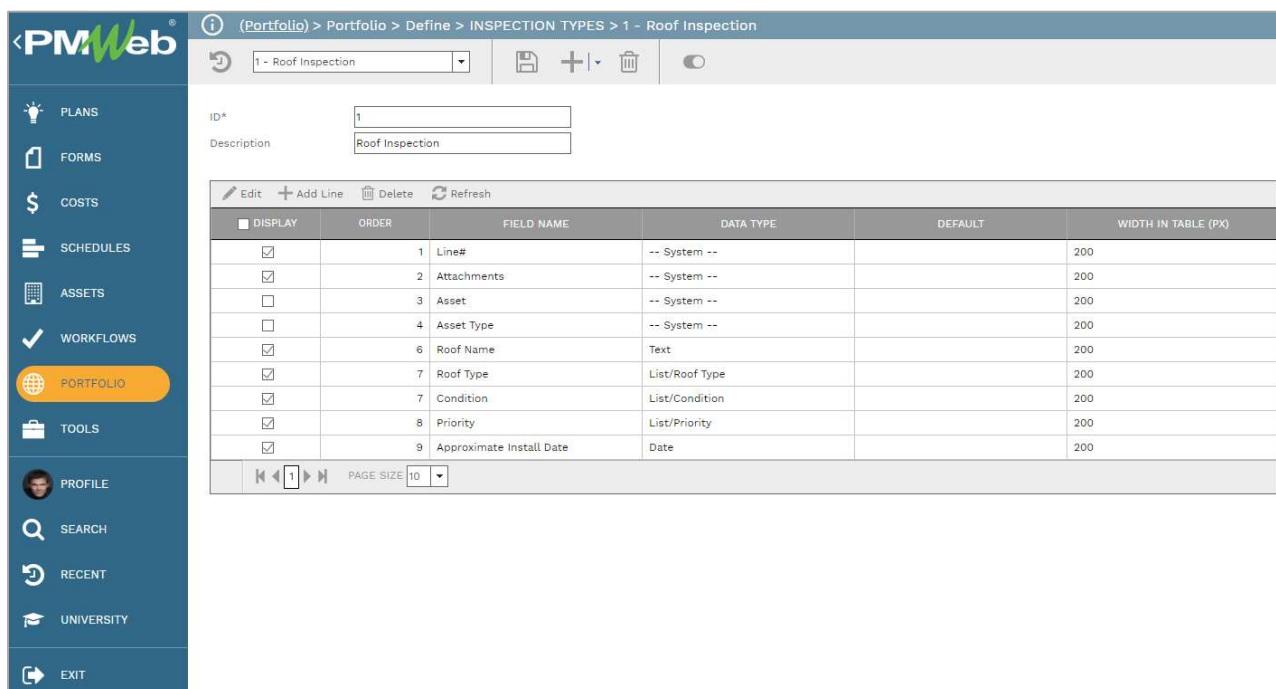 <PMWeb®
(Portfolio) > Portfolio > Define > INSPECTION TYPES > 1 - Roof Inspection
1 - Roof Inspection
PLANS
FORMS
COSTS
SCHEDULES
ASSETS
WORKFLOWS
PORTFOLIO
TOOLS
PROFILE
SEARCH
RECENT
UNIVERSITY
EXIT
ID* 1
Description Roof Inspection
Edit Add Line Delete Refresh
DISPLAY ORDER FIELD NAME DATA TYPE DEFAULT WIDTH IN TABLE (PX)
1 Line# -- System -- 200
2 Attachments -- System -- 200
3 Asset -- System -- 200
4 Asset Type -- System -- 200
6 Roof Name Text 200
7 Roof Type List/Roof Type 200
7 Condition List/Condition 200
8 Priority List/Priority 200
9 Approximate Install Date Date 200
1 PAGE SIZE 10